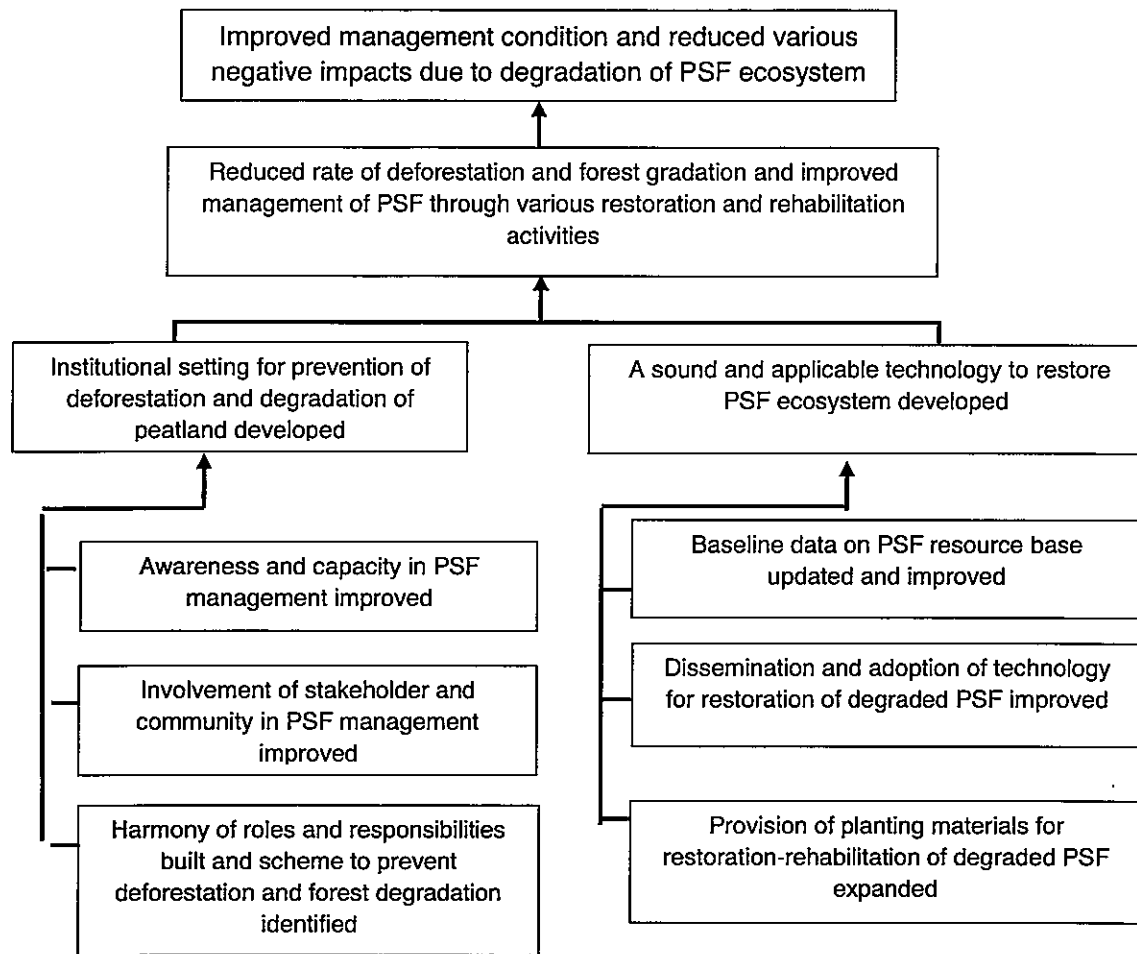 Improved management condition and reduced various
negative impacts due to degradation of PSF ecosystem
Reduced rate of deforestation and forest gradation and improved
management of PSF through various restoration and rehabilitation
activities
Institutional setting for prevention of
deforestation and degradation of
peatland developed
A sound and applicable technology to restore
PSF ecosystem developed
Awareness and capacity in PSF
management improved
Involvement of stakeholder and
community in PSF management
improved
Harmony of roles and responsibilities
built and scheme to prevent
deforestation and forest degradation
identified
Baseline data on PSF resource base
updated and improved
Dissemination and adoption of technology
for restoration of degraded PSF improved
Provision of planting materials for
restoration-rehabilitation of degraded PSF
expanded